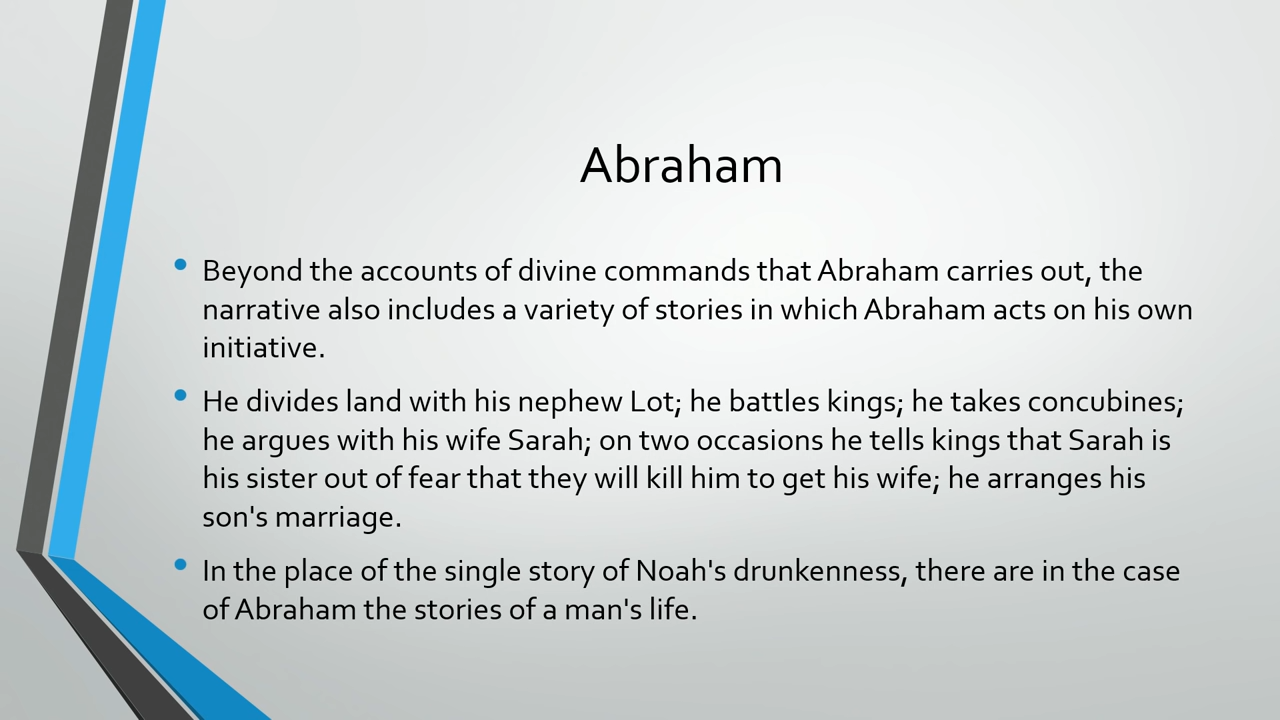 Abraham
Beyond the accounts of divine commands that Abraham carries out, the
narrative also includes a variety of stories in which Abraham acts on his own
initiative.
He divides land with his nephew Lot; he battles kings; he takes concubines;
he argues with his wife Sarah; on two occasions he tells kings that Sarah is
his sister out of fear that they will kill him to get his wife; he arranges his
son's marriage.
In the place of the single story of Noah's drunkenness, there are in the case
of Abraham the stories of a man's life.